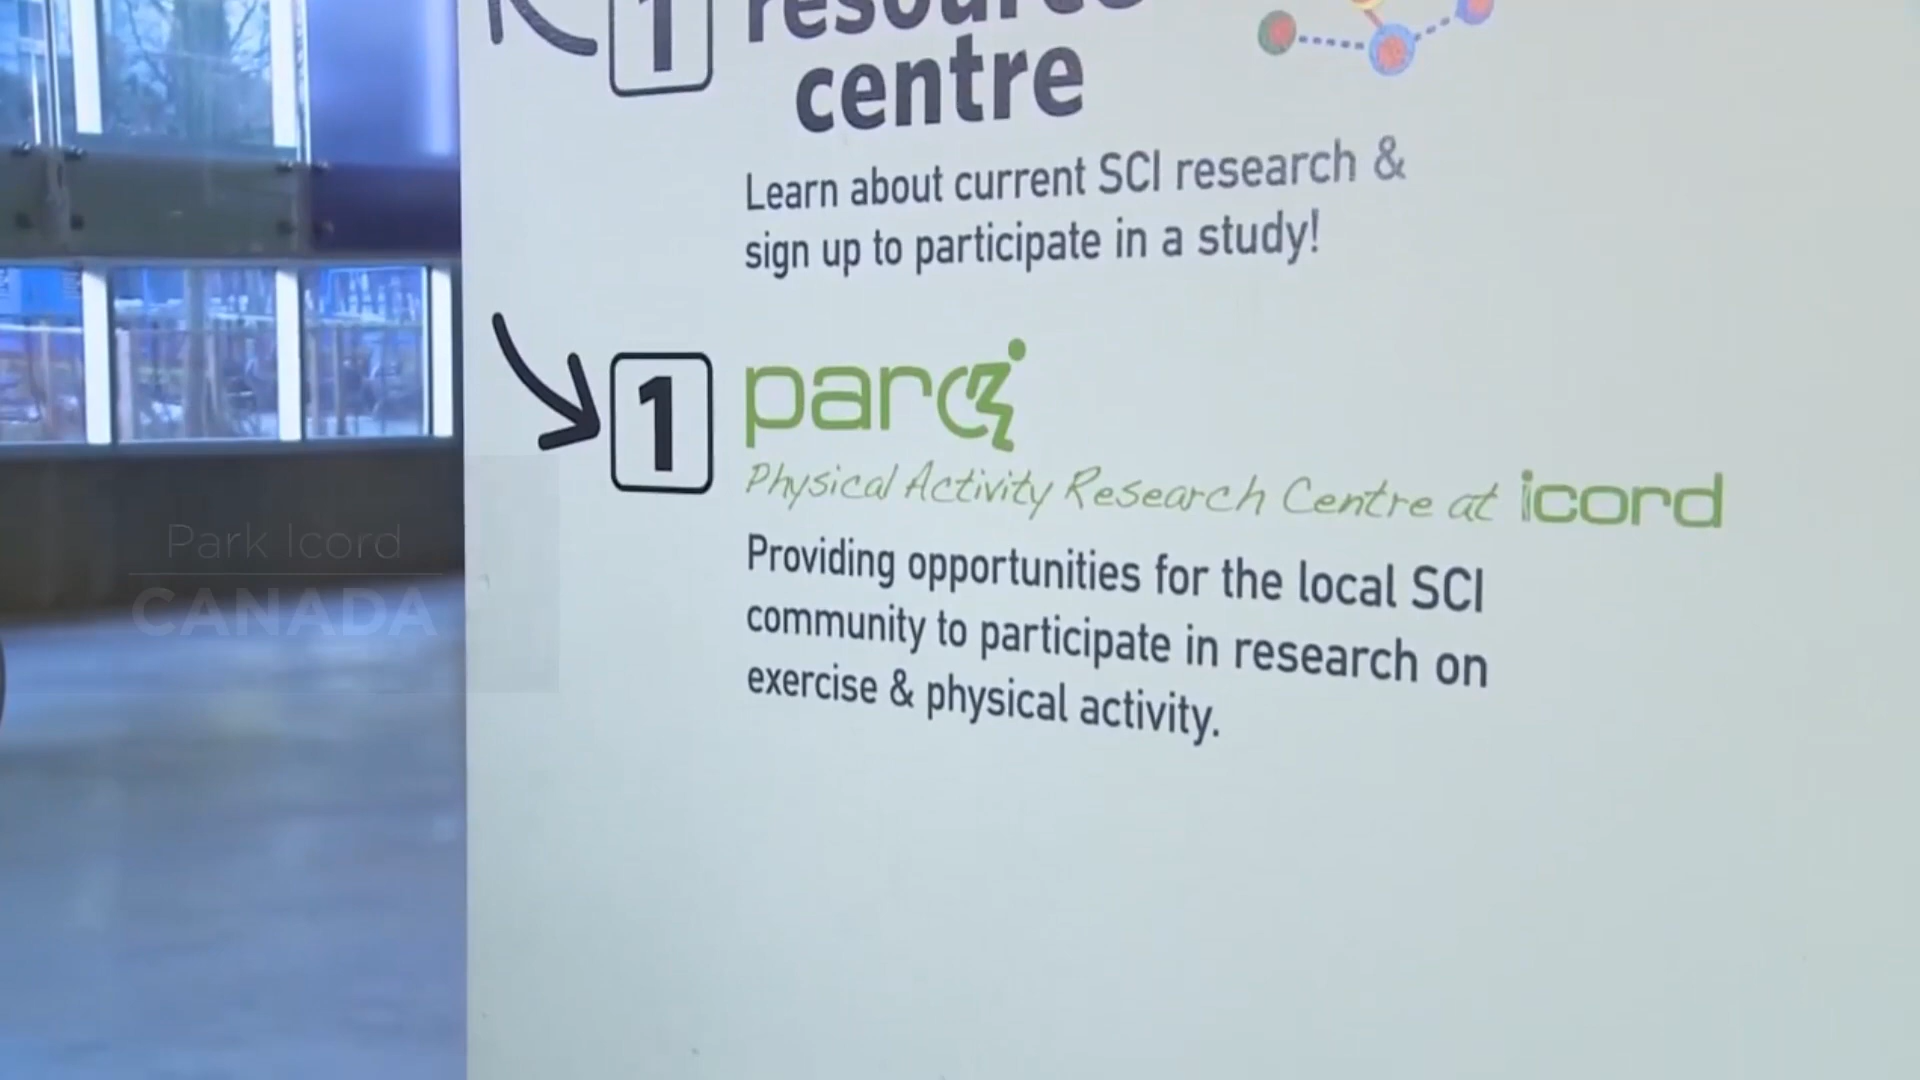 1 resource
centre
Learn about current SCI research &
sign up to participate in a study!
1 parc
Physical Activity Research Centre at icord
Providing opportunities for the local SCI
community to participate in research on
exercise & physical activity.
Park Icord
CANADA